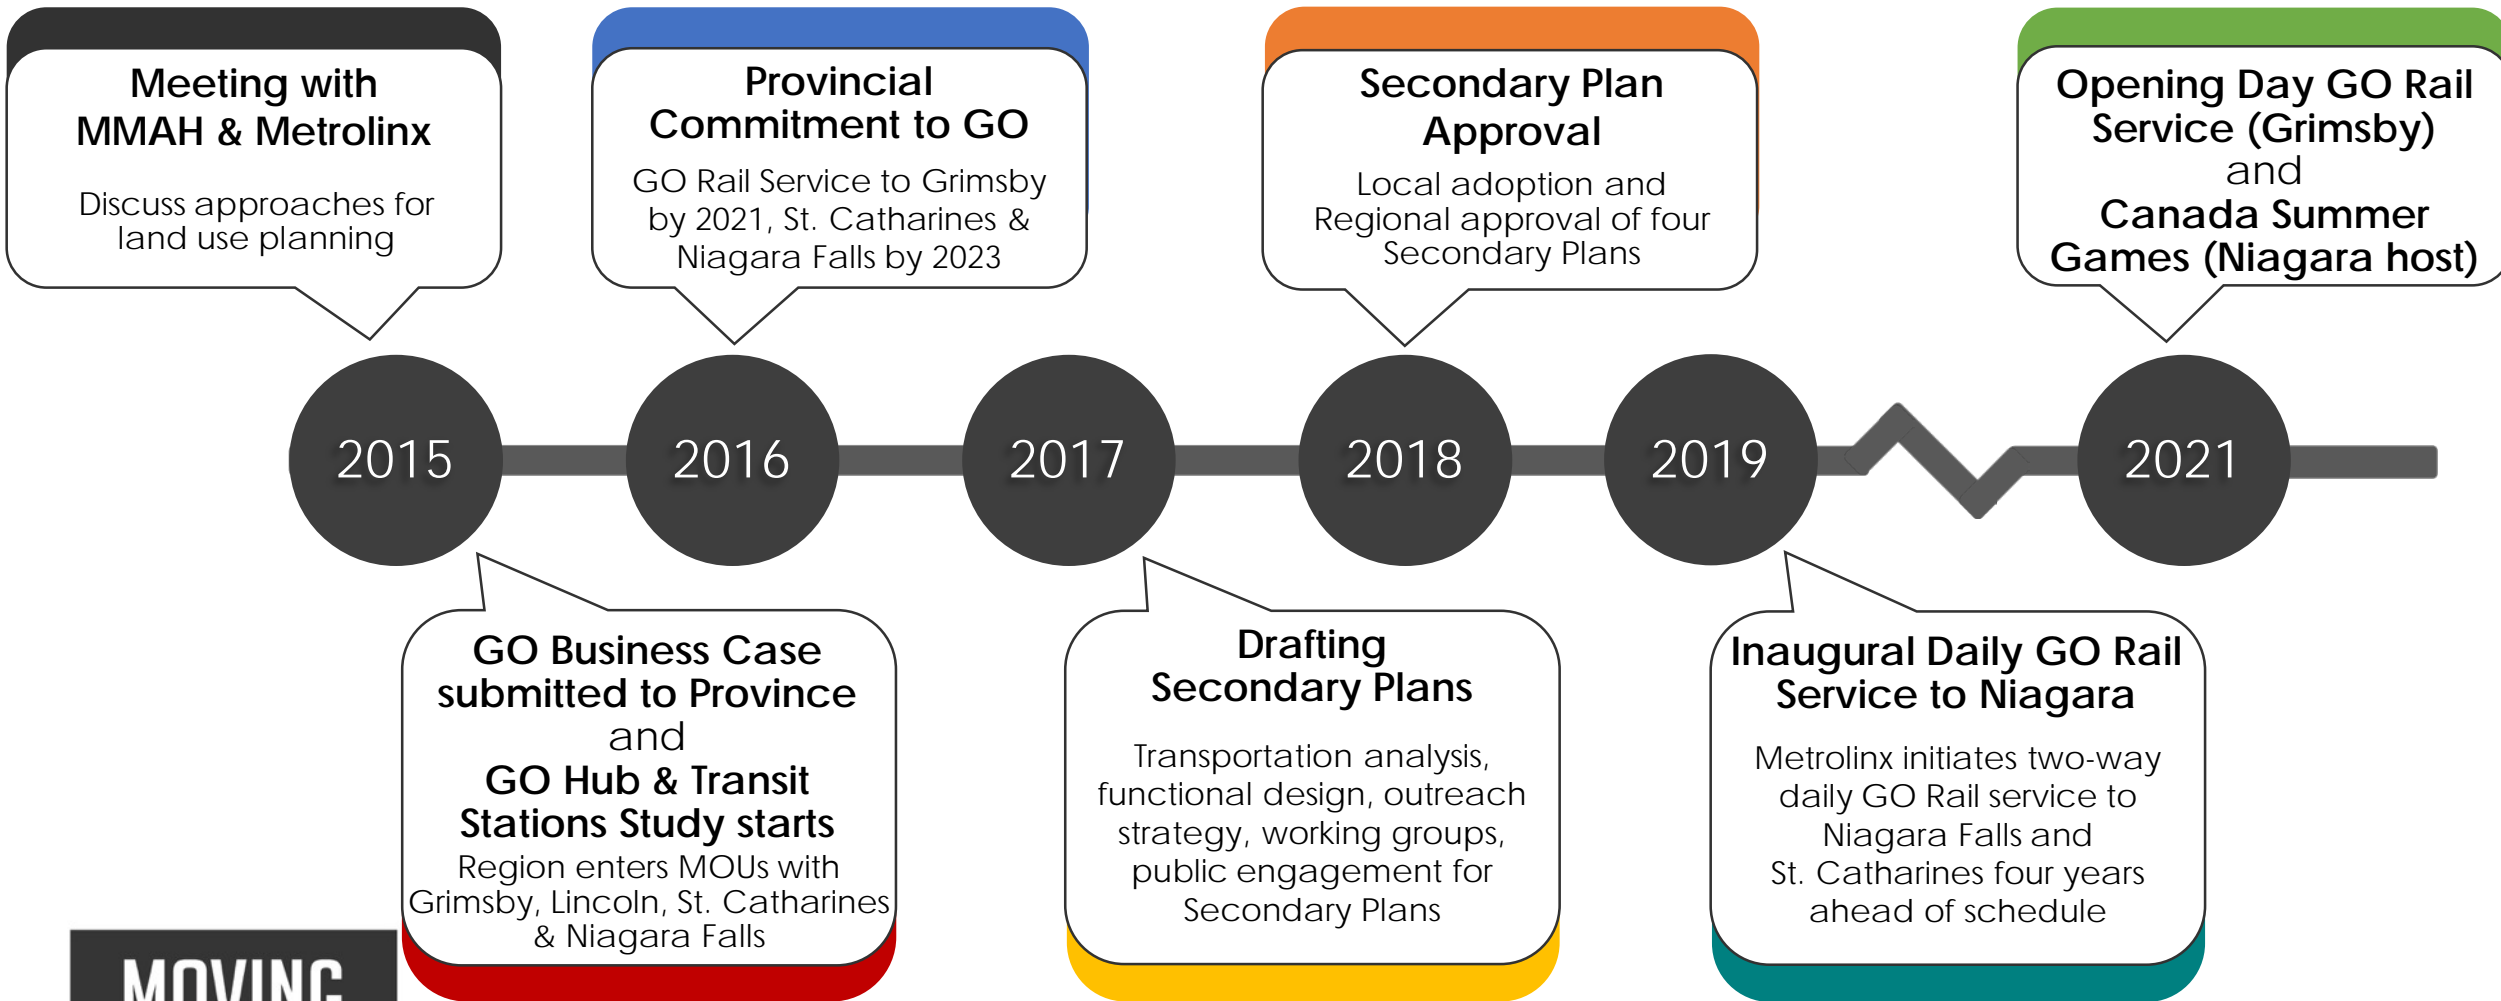 Meeting with
MMAH & Metrolinx
Discuss approaches for
land use planning
Provincial
Commitment to GO
GO Rail Service to Grimsby
by 2021, St. Catharines &
Niagara Falls by 2023
Secondary Plan
Approval
Local adoption and
Regional approval of four
Secondary Plans
Opening Day GO Rail
Service (Grimsby)
and
Canada Summer
Games (Niagara host)
2015
2016
2017
2018
2019
2021
GO Business Case
submitted to Province
and
GO Hub & Transit
Stations Study starts
Region enters MOUs with
Grimsby, Lincoln, St. Catharines
& Niagara Falls
Drafting
Secondary Plans
Transportation analysis,
functional design, outreach
strategy, working groups,
public engagement for
Secondary Plans
Inaugural Daily GO Rail
Service to Niagara
Metrolinx initiates two-way
daily GO Rail service to
Niagara Falls and
St. Catharines four years
ahead of schedule
MOVING